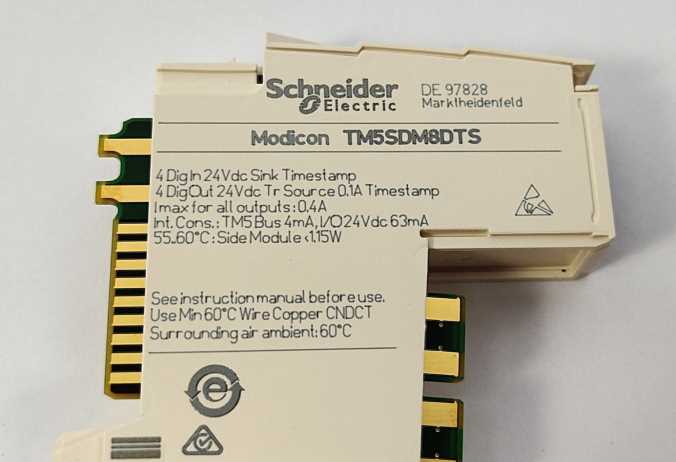 Schneider
Electric
DE 97828
Marktheidenfeld
Modicon TM5SDM8DTS
4 Dig In 24Vdc Sink Timestamp
4 Dig Out 24Vdc Tr Source 0.1A Timestamp
I max for all outputs : 0.4A
Int. Cons.: TM5 Bus 4mA, I/O 24Vdc 63mA
55..60°C : Side Module <1.15W
See instruction manual before use.
Use Min 60°C Wire Copper CNDCT
Surrounding air ambient: 60°C